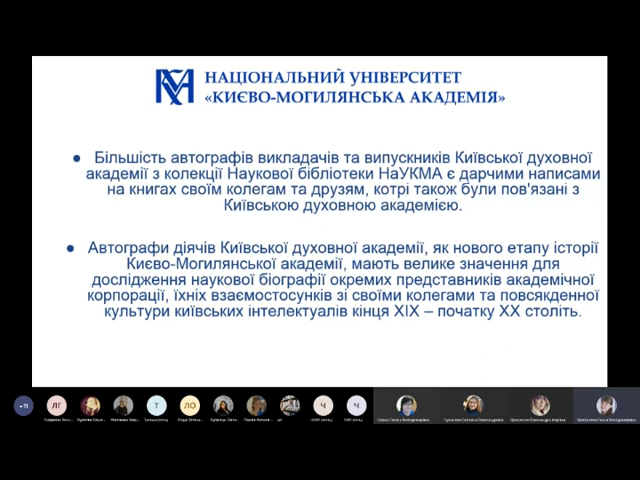 НАЦІОНАЛЬНИЙ УНІВЕРСИТЕТ
«КИЄВО-МОГИЛЯНСЬКА АКАДЕМІЯ»
● Більшість автографів викладачів та випускників Київської духовної
академії з колекції Наукової бібліотеки НаУКМА є дарчими написами
на книгах своїм колегам та друзям, котрі також були пов'язані з
Київською духовною академією.
● Автографи діячів Київської духовної академії, як нового етапу історії
Києво-Могилянської академії, мають велике значення для
дослідження наукової біографії окремих представників академічної
корпорації, їхніх взаємостосунків зі своїми колегами та повсякденної
культури київських інтелектуалів кінця XIX – початку XX століть.
+11
ЛГ
Т
ЛО
Ч
Ч